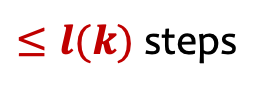 ≤ l(k) steps